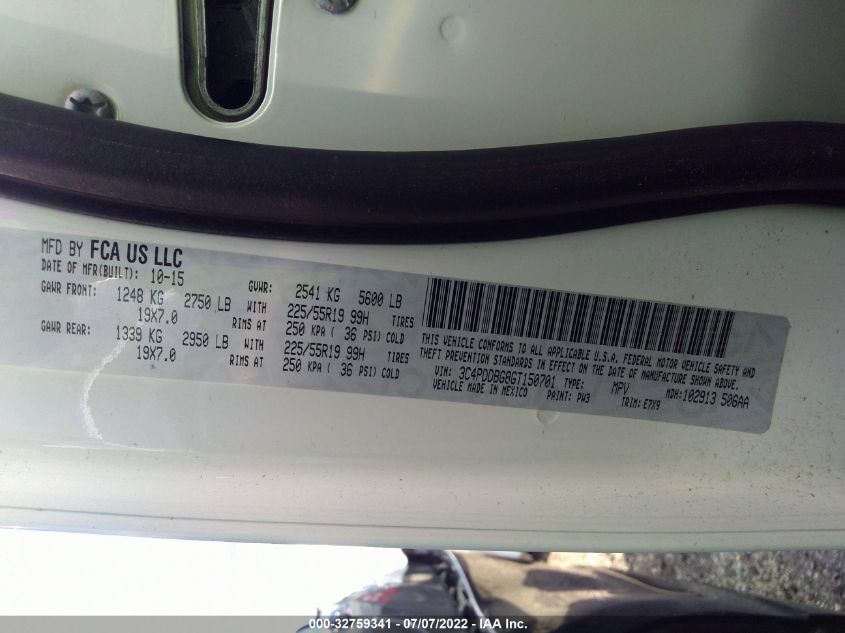 MFD BY FCA US LLC
DATE OF MFR(BUILT): 10-15 GVWR: 2541 KG 5600 LB
GAWR FRONT: 1248 KG 2750 LB WITH 225/55R19 99H TIRES
19X7.0 RIMS AT 250 KPA ( 36 PSI) COLD
GAWR REAR: 1339 KG 2950 LB WITH 225/55R19 99H TIRES
19X7.0 RIMS AT 250 KPA ( 36 PSI) COLD
THIS VEHICLE CONFORMS TO ALL APPLICABLE U.S.A. FEDERAL MOTOR VEHICLE SAFETY AND
THEFT PREVENTION STANDARDS IN EFFECT ON THE DATE OF MANUFACTURE SHOWN ABOVE.
VIN: 3C4PDDBG8GT150701 TYPE: MPV MDH:102913 506AA
VEHICLE MADE IN MEXICO PAINT: PW3 TRIM: E7X9
000-32759341 - 07/07/2022 - IAA Inc.